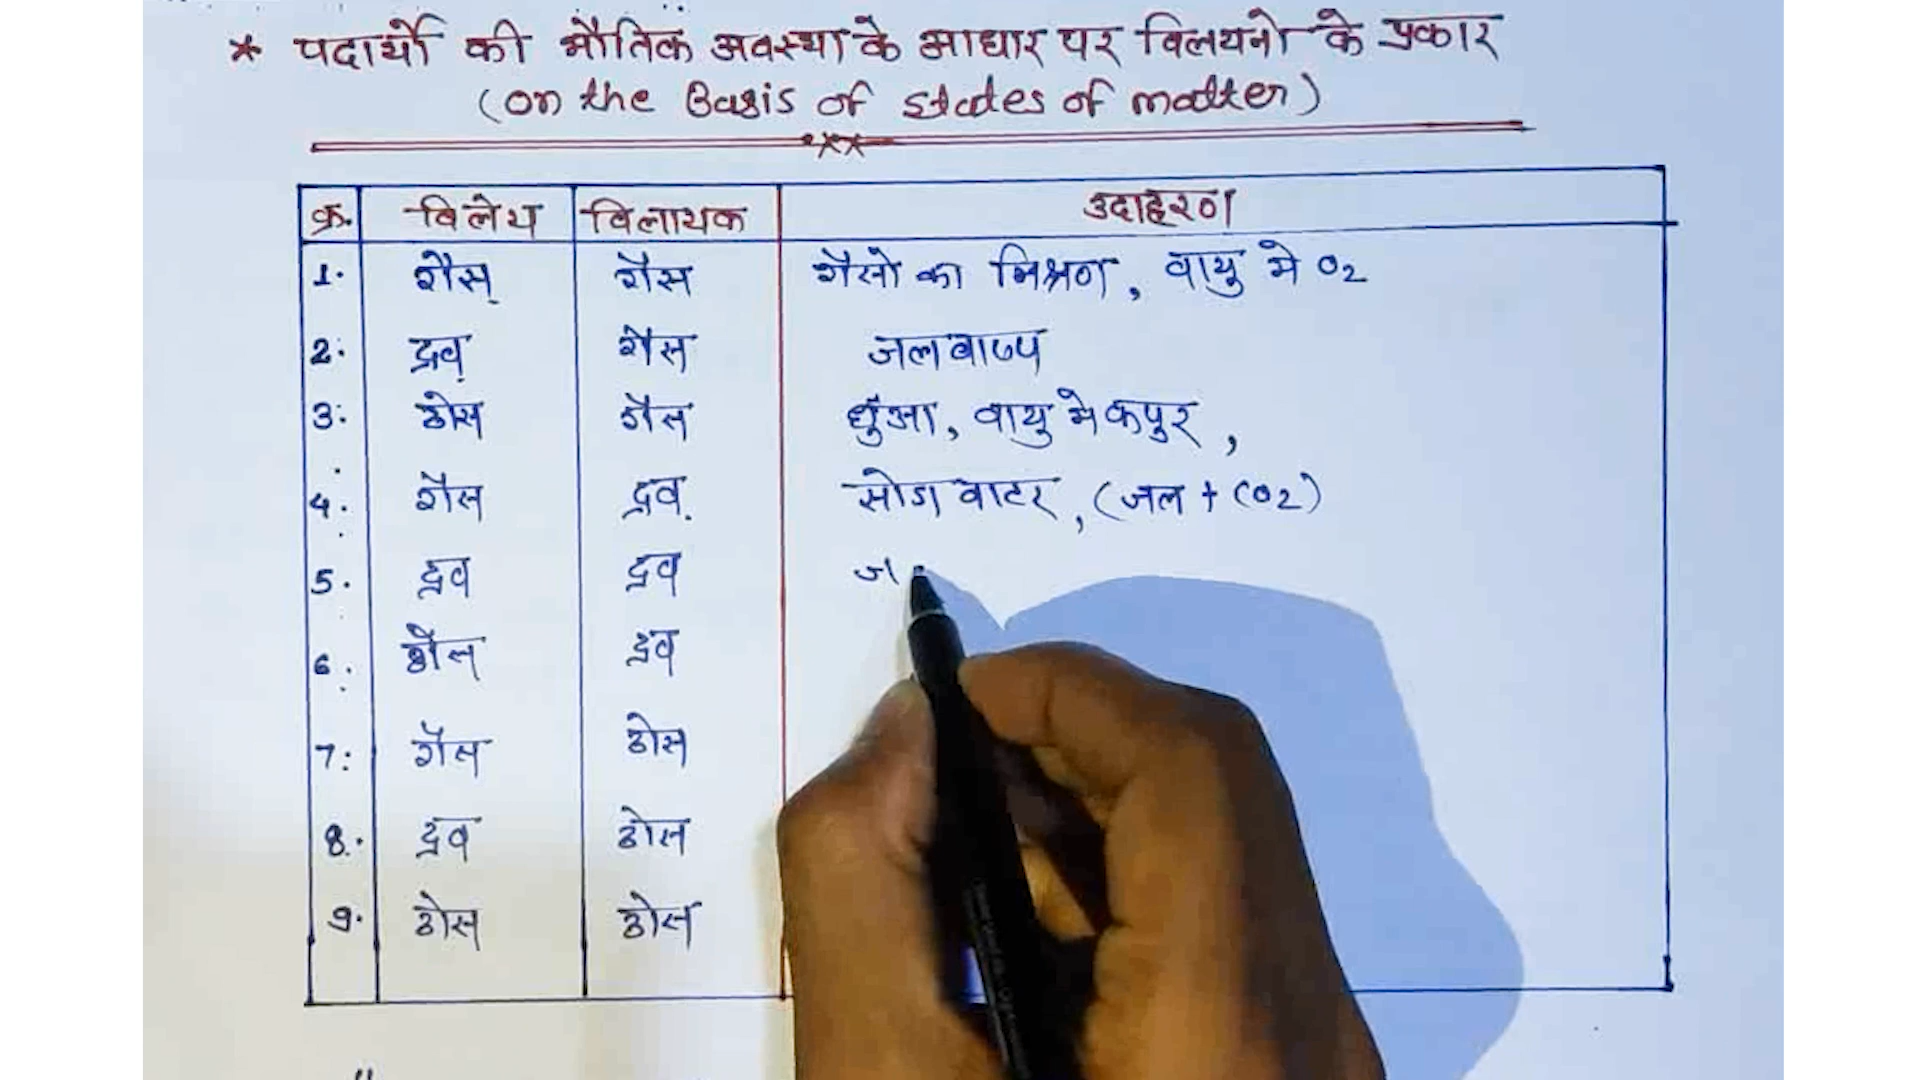 * पदार्थो की भौतिक अवस्था के आधार पर विलयनो के प्रकार
(on the Basis of states of matter)
क्र. विलेय विलायक उदाहरण
1. गैस गैस गैसो का मिश्रण, वायु मे O2
2. द्रव गैस जलवाष्प
3. ठोस गैस धुँआ, वायु मे कपुर,
4. गैस द्रव सोडा वाटर, (जल + CO2)
5. द्रव द्रव ज
6. ठोस द्रव
7. गैस ठोस
8. द्रव ठोस
9. ठोस ठोस